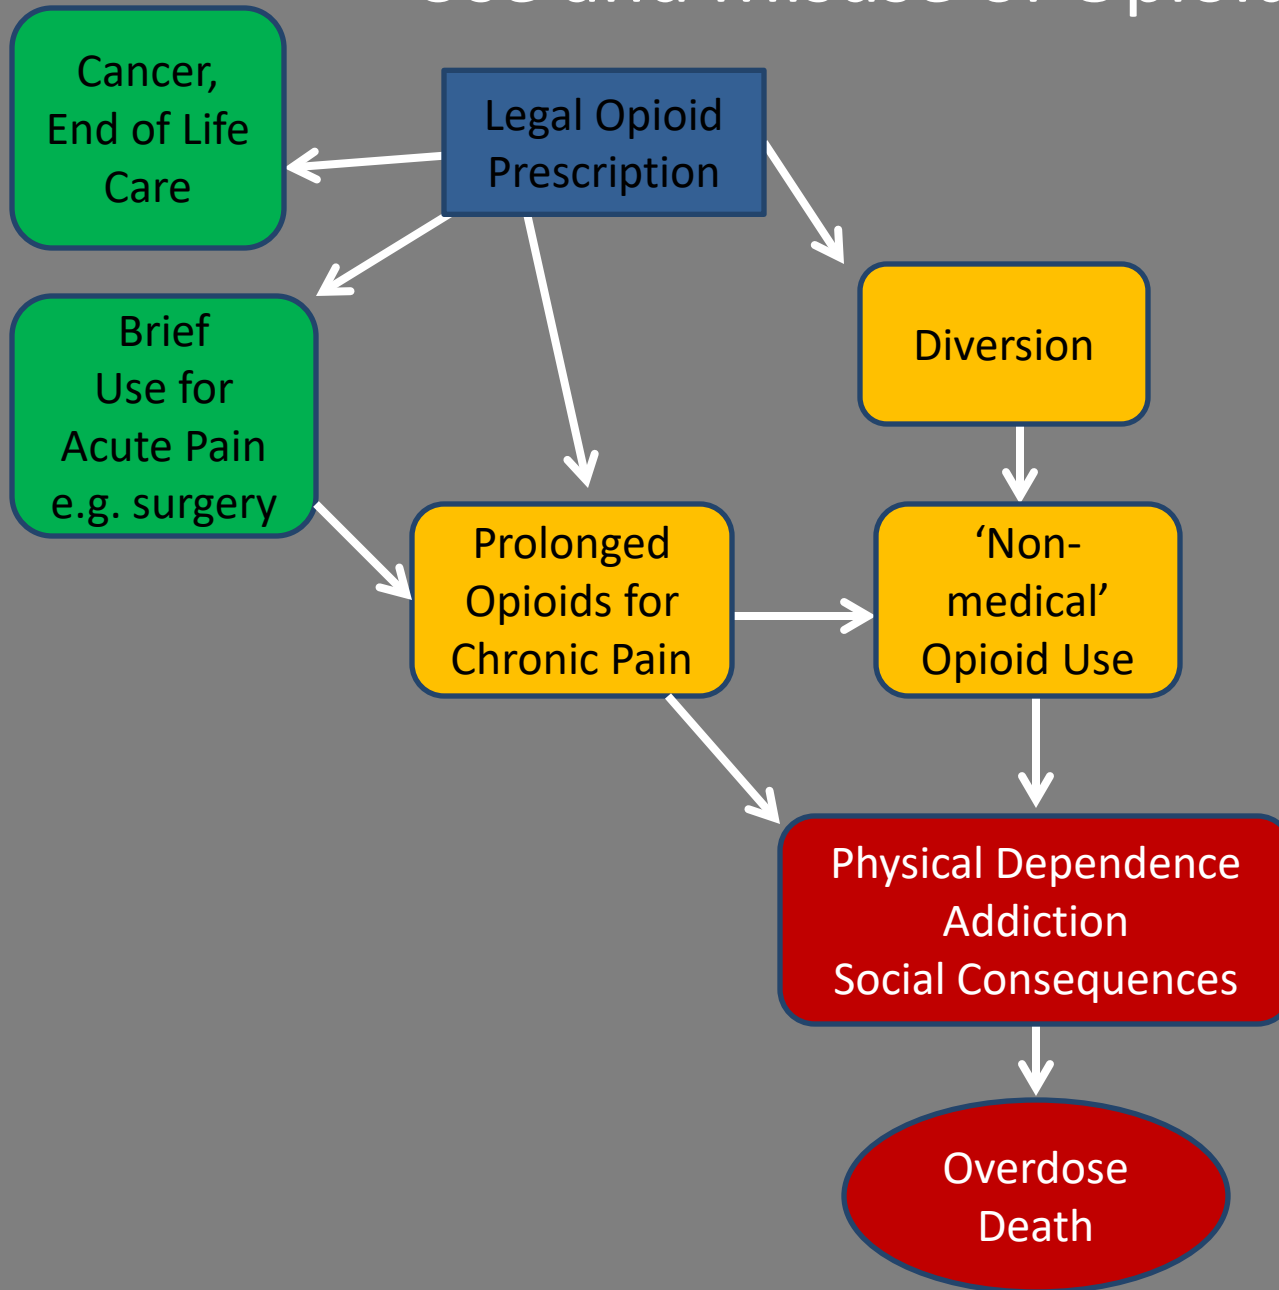 Cancer,
End of Life
Care
Legal Opioid
Prescription
Brief
Use for
Acute Pain
e.g. surgery
Diversion
Prolonged
Opioids for
Chronic Pain
‘Non-
medical’
Opioid Use
Physical Dependence
Addiction
Social Consequences
Overdose
Death